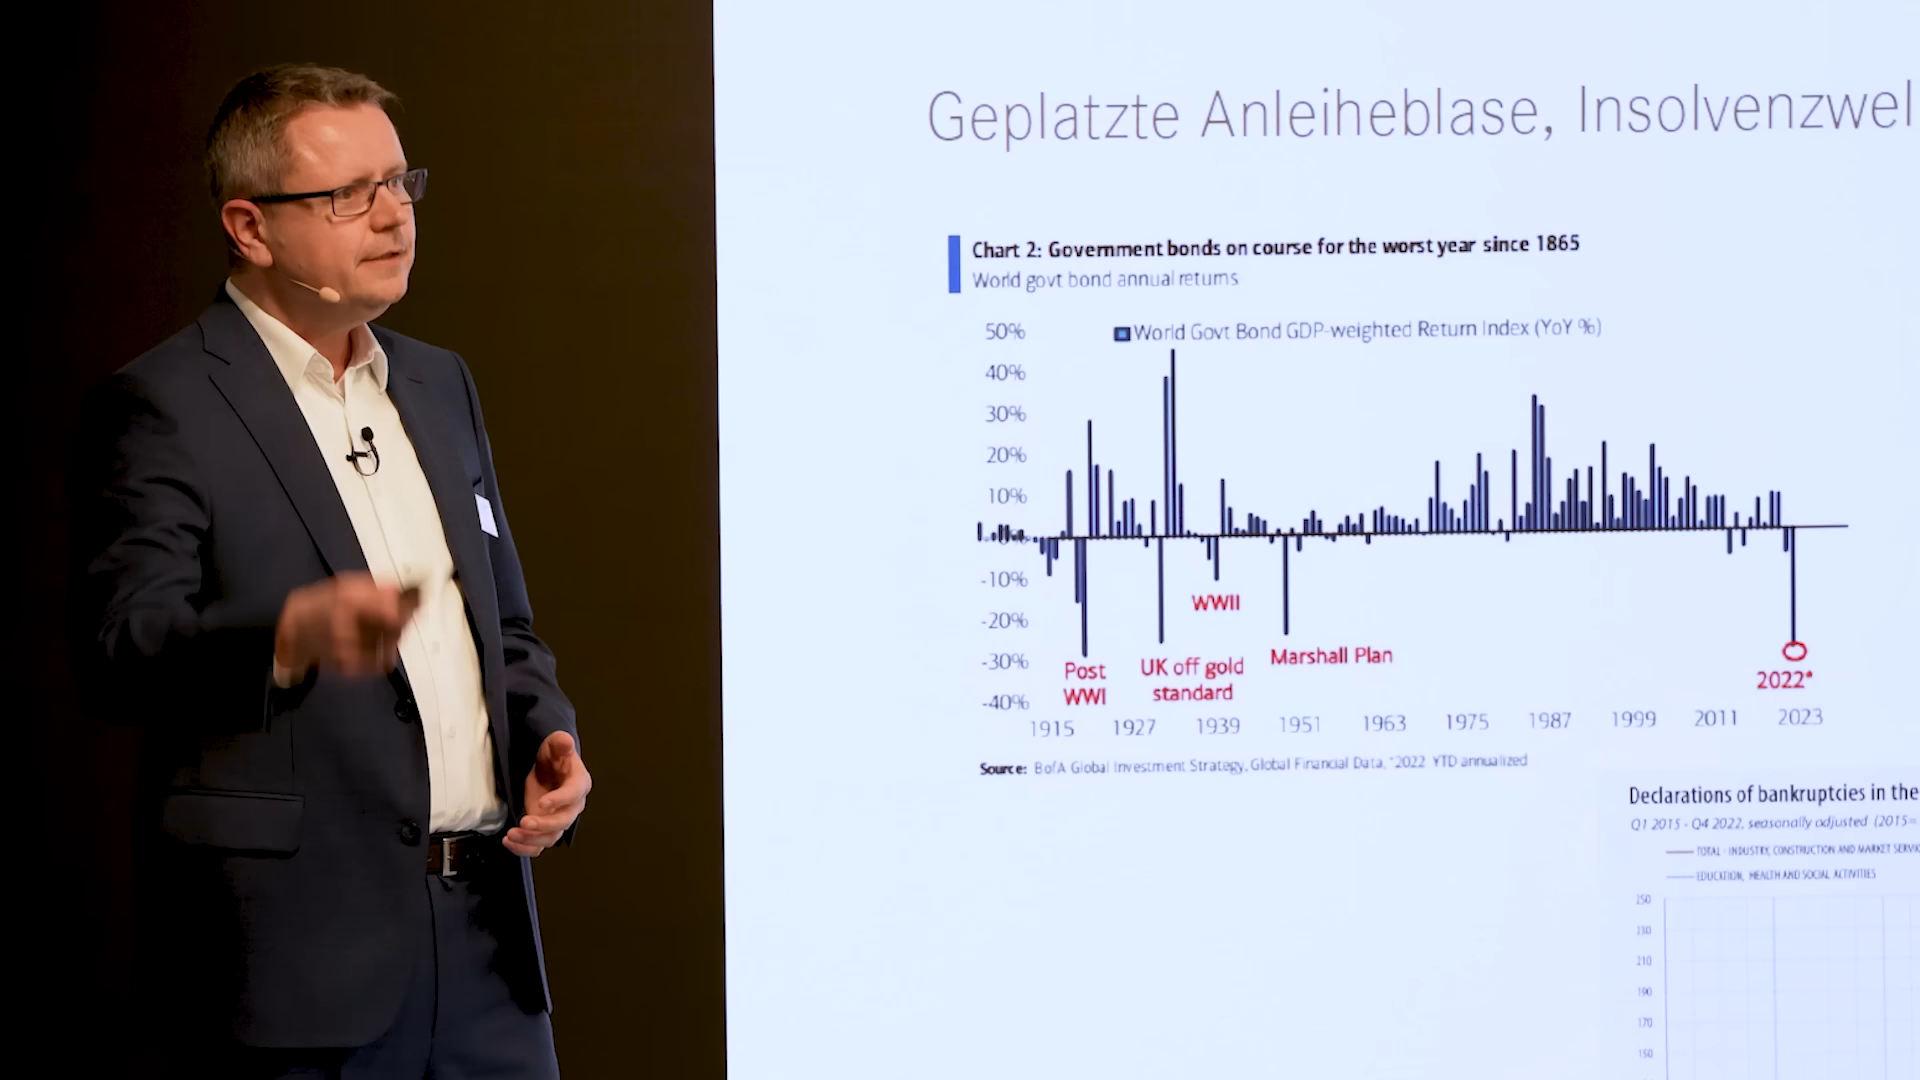 Geplatzte Anleiheblase, Insolvenzwel
Chart 2: Government bonds on course for the worst year since 1865
World govt bond annual returns
World Govt Bond GDP-weighted Return Index (YoY %)
50%
40%
30%
20%
10%
0%
-10%
-20%
-30%
-40%
WWII
Post
WWI
UK off gold
standard
Marshall Plan
2022*
1915 1927 1939 1951 1963 1975 1987 1999 2011 2023
Source: BofA Global Investment Strategy, Global Financial Data, *2022 YTD annualized
Declarations of bankruptcies in the
Q1 2015 - Q4 2022, seasonally adjusted (2015=
TOTAL - INDUSTRY, CONSTRUCTION AND MARKET SERVIC
EDUCATION, HEALTH AND SOCIAL ACTIVITIES
250
230
210
190
170
150